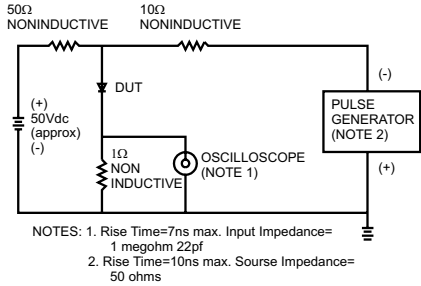 50Ω
NONINDUCTIVE
10Ω
NONINDUCTIVE
(+)
50Vdc
(approx)
(-)
DUT
1Ω
NON
INDUCTIVE
OSCILLOSCOPE
(NOTE 1)
(-)
PULSE
GENERATOR
(NOTE 2)
(+)
NOTES: 1. Rise Time=7ns max. Input Impedance=
1 megohm 22pf
2. Rise Time=10ns max. Sourse Impedance=
50 ohms